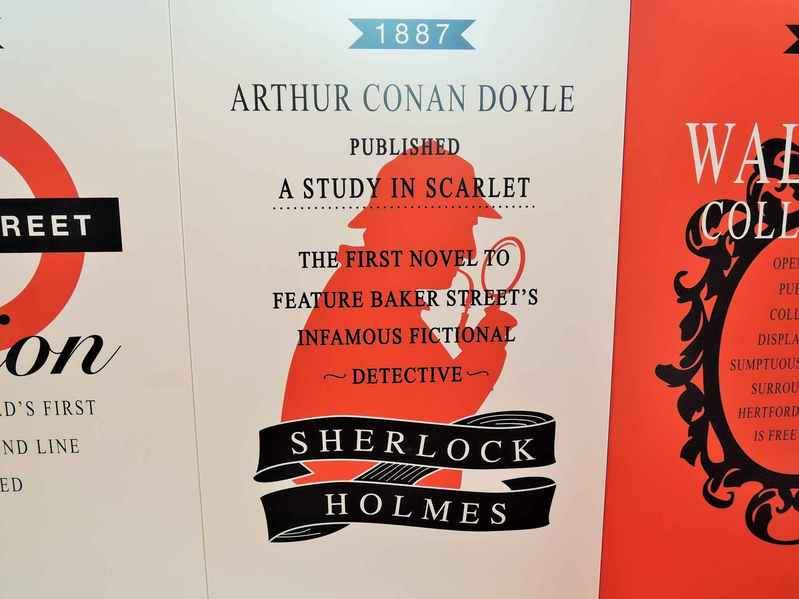 REET
ion
D'S FIRST
ND LINE
ED
1887
ARTHUR CONAN DOYLE
PUBLISHED
A STUDY IN SCARLET
THE FIRST NOVEL TO
FEATURE BAKER STREET'S
INFAMOUS FICTIONAL
~ DETECTIVE ~
SHERLOCK
HOLMES
WAL
COLL
OPE
PU
COLL
DISPLA
SUMPTUOUS
SURROU
HERTFORD
IS FREE